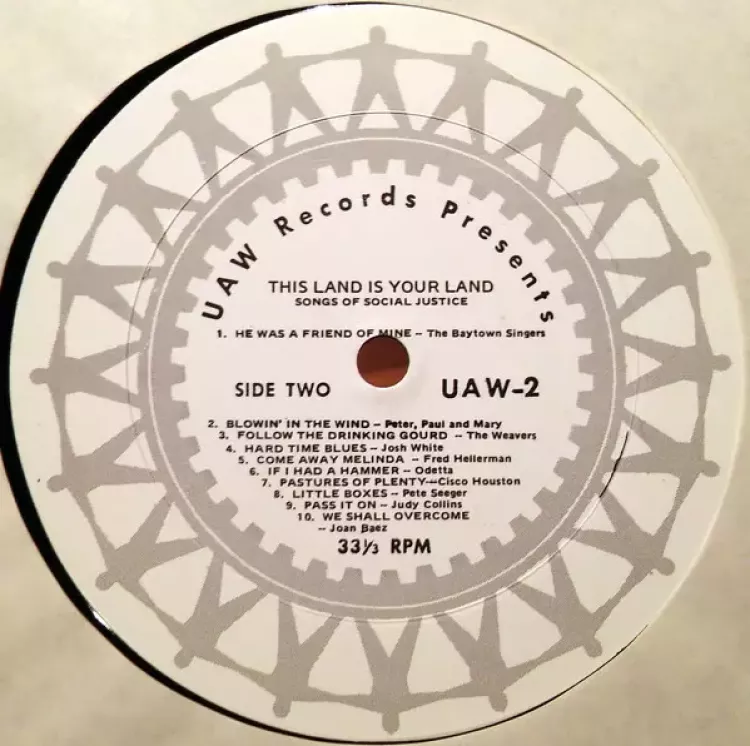 UAW Records Presents
THIS LAND IS YOUR LAND
SONGS OF SOCIAL JUSTICE
1. HE WAS A FRIEND OF MINE -- The Baytown Singers
SIDE TWO UAW-2
2. BLOWIN' IN THE WIND -- Peter, Paul and Mary
3. FOLLOW THE DRINKING GOURD -- The Weavers
4. HARD TIME BLUES -- Josh White
5. COME AWAY MELINDA -- Fred Hellerman
6. IF I HAD A HAMMER -- Odetta
7. PASTURES OF PLENTY---Cisco Houston
8. LITTLE BOXES -- Pete Seeger
9. PASS IT ON -- Judy Collins
10. WE SHALL OVERCOME
-- Joan Baez
33⅓ RPM